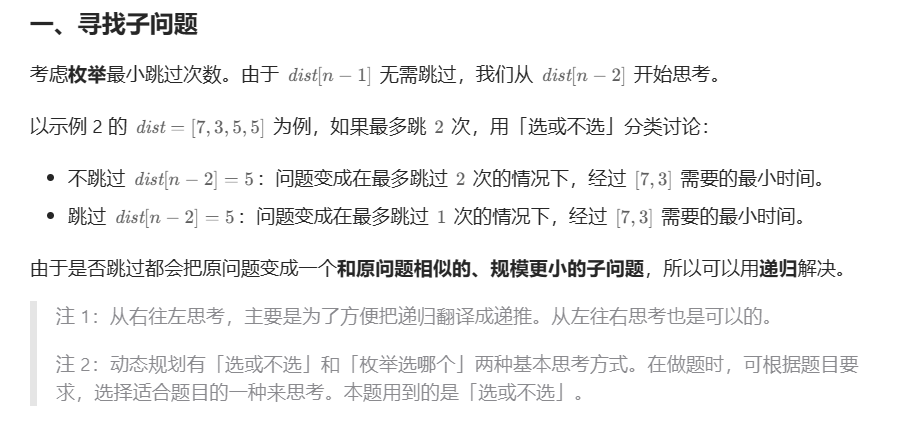 一、寻找子问题
考虑枚举最小跳过次数。由于 dist[n − 1] 无需跳过，我们从 dist[n − 2] 开始思考。
以示例 2 的 dist = [7, 3, 5, 5] 为例，如果最多跳 2 次，用「选或不选」分类讨论：
• 不跳过 dist[n − 2] = 5：问题变成在最多跳过 2 次的情况下，经过 [7, 3] 需要的最小时间。
• 跳过 dist[n − 2] = 5：问题变成在最多跳过 1 次的情况下，经过 [7, 3] 需要的最小时间。
由于是否跳过都会把原问题变成一个和原问题相似的、规模更小的子问题，所以可以用递归解决。
注 1：从右往左思考，主要是为了方便把递归翻译成递推。从左往右思考也是可以的。
注 2：动态规划有「选或不选」和「枚举选哪个」两种基本思考方式。在做题时，可根据题目要
求，选择适合题目的一种来思考。本题用到的是「选或不选」。